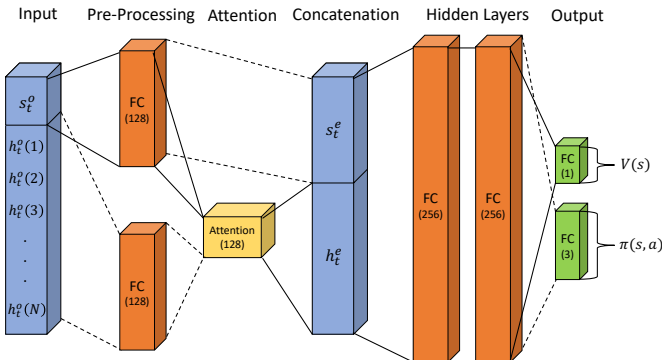 Input Pre-Processing Attention Concatenation Hidden Layers Output
s_t^o
h_t^o(1)
h_t^o(2)
h_t^o(3)
.
.
.
h_t^o(N)
FC
(128)
FC
(128)
Attention
(128)
s_t^e
h_t^e
FC
(256)
FC
(256)
FC
(1)
V(s)
FC
(3)
π(s,a)